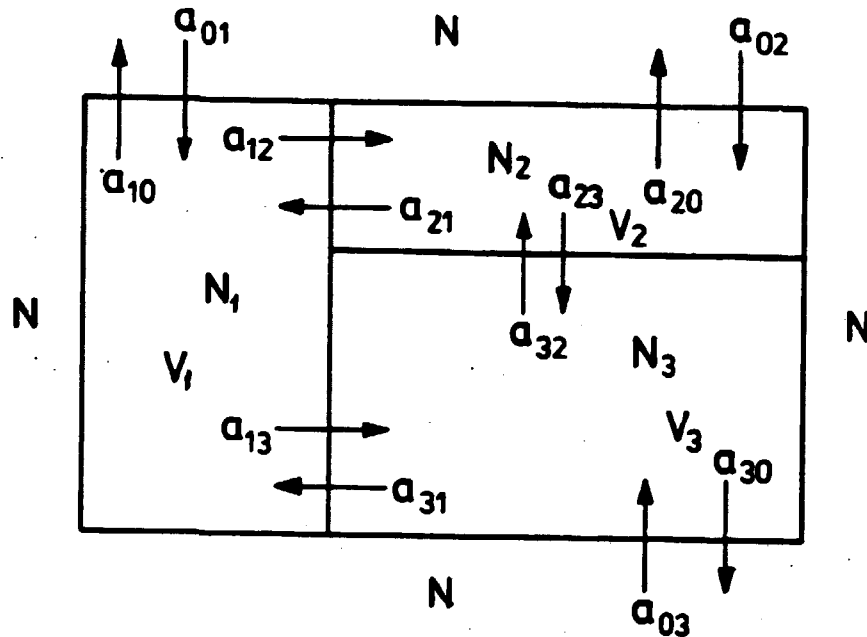 a₀₁ N a₀₂
a₁₂ N₂
a₁₀ a₂₃ a₂₀
a₂₁ V₂
N N₁ a₃₂ N
V₁ N₃
a₁₃ V₃
a₃₁ a₃₀
N a₀₃